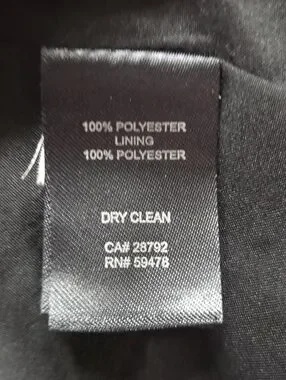 100% POLYESTER
LINING
100% POLYESTER
DRY CLEAN
CA# 28792
RN# 59478